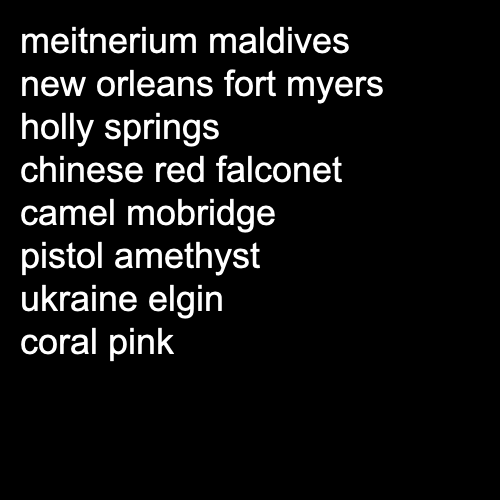 meitnerium maldives
new orleans fort myers
holly springs
chinese red falconet
camel mobridge
pistol amethyst
ukraine elgin
coral pink